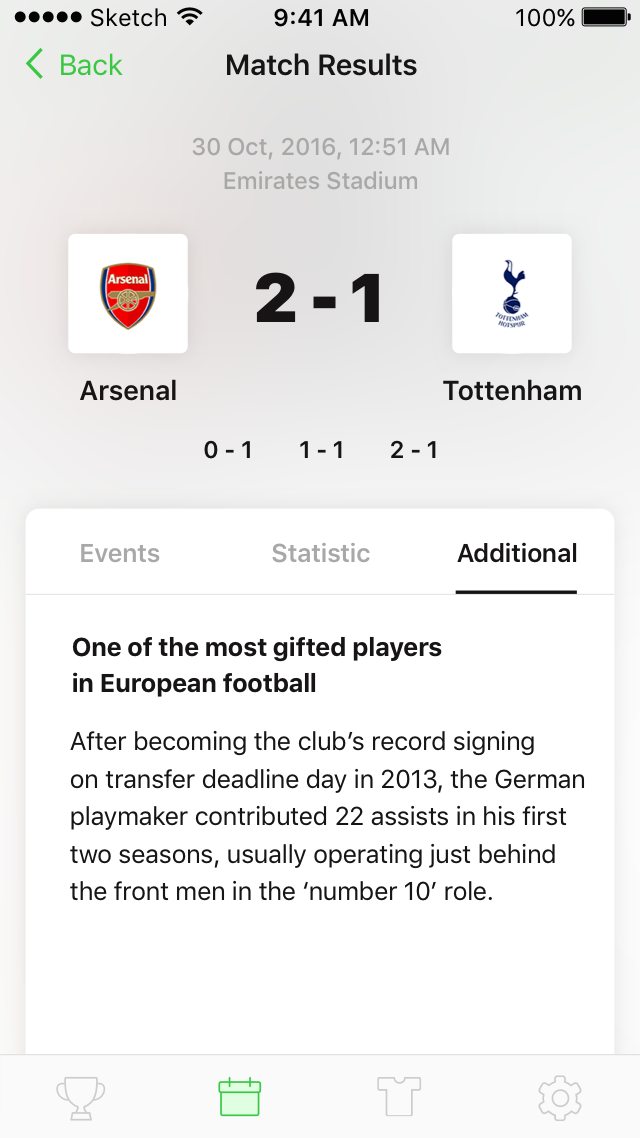 Sketch 9:41 AM 100%
Back Match Results
30 Oct, 2016, 12:51 AM
Emirates Stadium
Arsenal
2 - 1
TOTTENHAM
HOTSPUR
Arsenal Tottenham
0 - 1 1 - 1 2 - 1
Events Statistic Additional
One of the most gifted players
in European football
After becoming the club’s record signing
on transfer deadline day in 2013, the German
playmaker contributed 22 assists in his first
two seasons, usually operating just behind
the front men in the ‘number 10’ role.